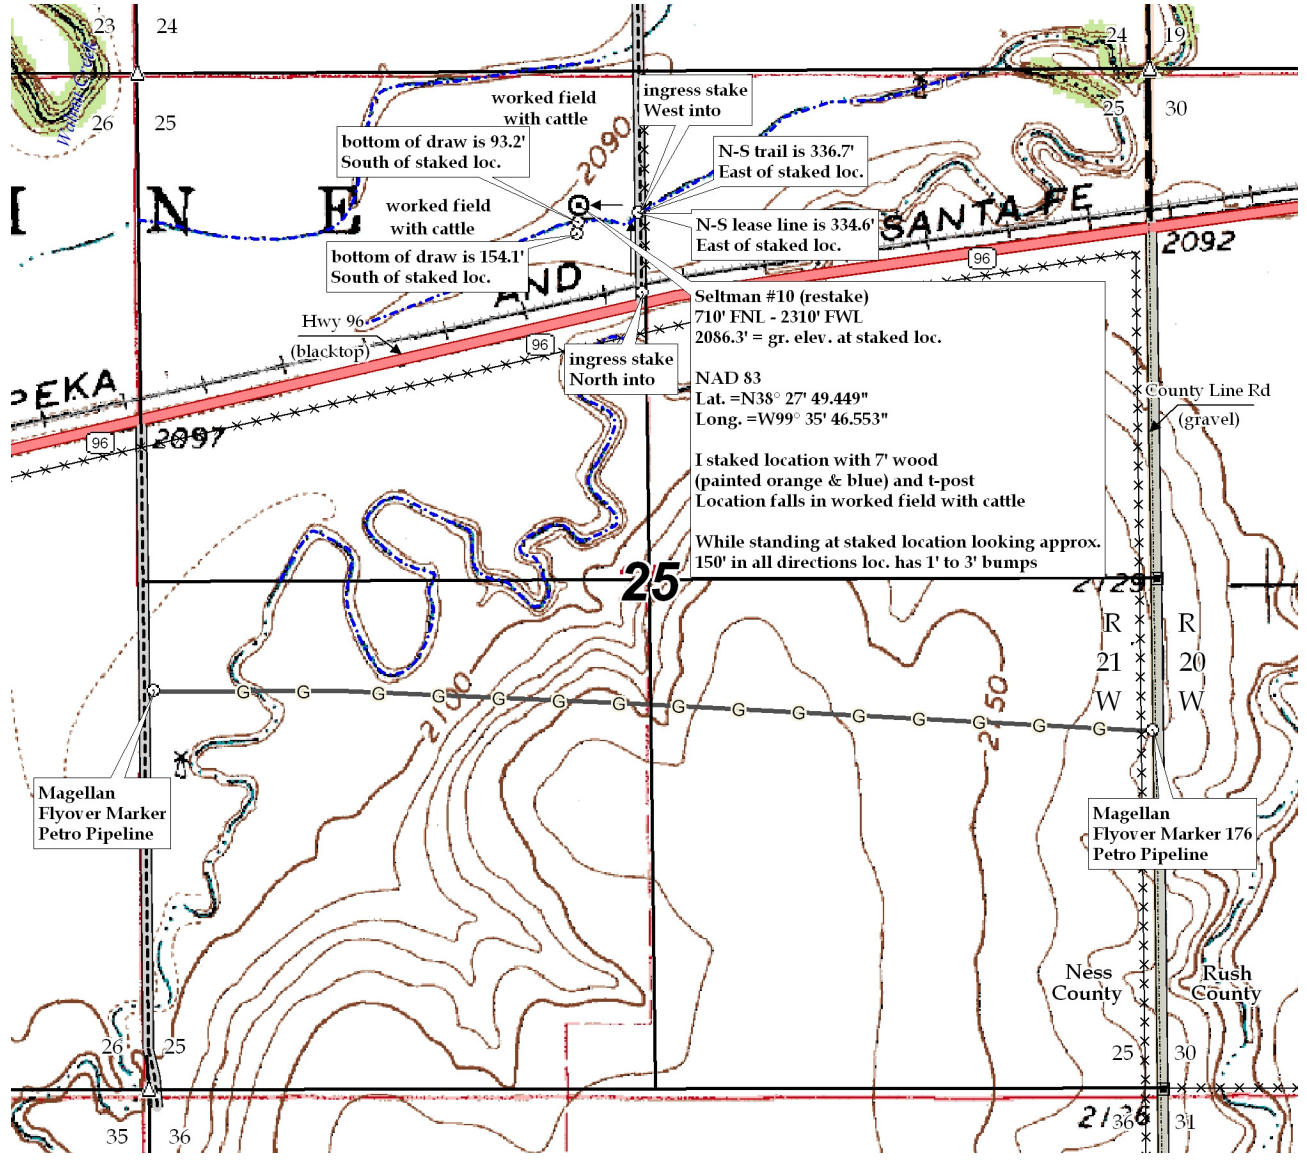 23
24
24
19
Walnut Creek
26
25
25
30
worked field
with cattle
ingress stake
West into
bottom of draw is 93.2'
South of staked loc.
2090
N-S trail is 336.7'
East of staked loc.
I N E
worked field
with cattle
SANTA FE
N-S lease line is 334.6'
East of staked loc.
2092
bottom of draw is 154.1'
South of staked loc.
96
AND
Seltman #10 (restake)
710' FNL - 2310' FWL
2086.3' = gr. elev. at staked loc.
NAD 83
Lat. =N38° 27' 49.449"
Long. =W99° 35' 46.553"
I staked location with 7' wood
(painted orange & blue) and t-post
Location falls in worked field with cattle
While standing at staked location looking approx.
150' in all directions loc. has 1' to 3' bumps
Hwy 96
(blacktop)
96
ingress stake
North into
PEKA
County Line Rd
(gravel)
96
2097
25
2129
R
21
W
R
20
W
2100
2150
Magellan
Flyover Marker
Petro Pipeline
G G G G G G G G G G G G G G G
Magellan
Flyover Marker 176
Petro Pipeline
Ness
County
Rush
County
26
25
25
30
35
36
2136
36
31